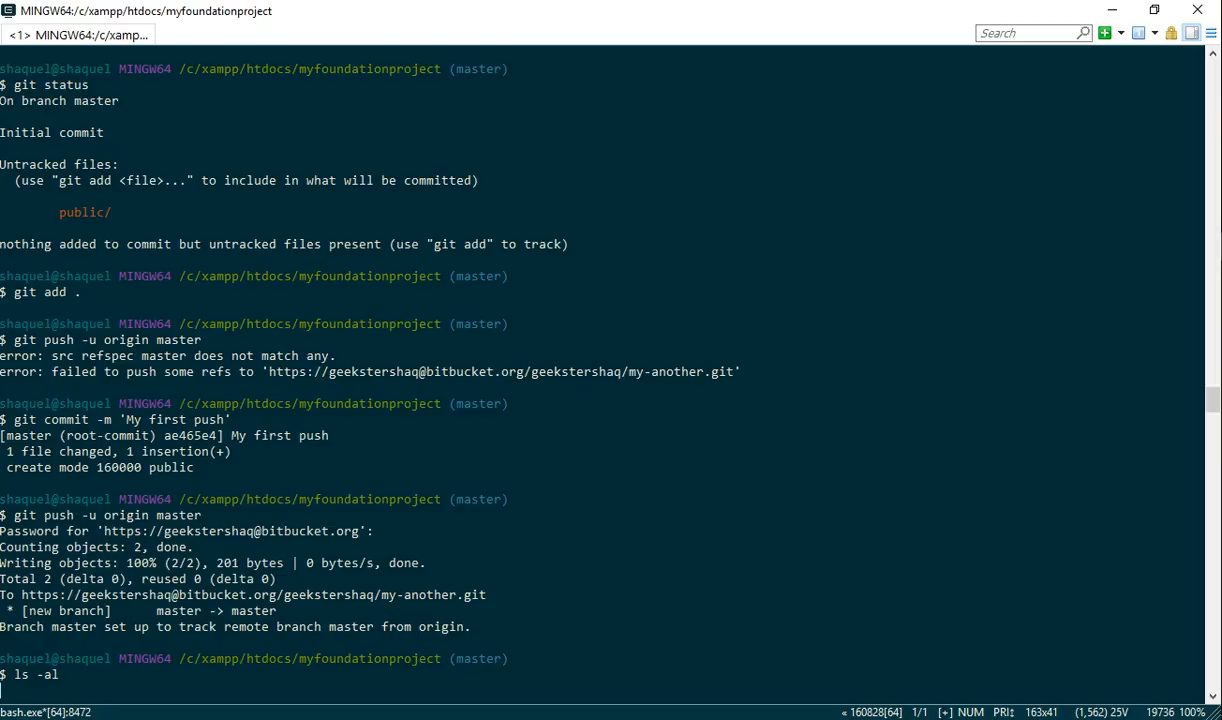 MINGW64:/c/xampp/htdocs/myfoundationproject
<1> MINGW64:/c/xamp...
Search
shaquel@shaquel MINGW64 /c/xampp/htdocs/myfoundationproject (master)
$ git status
On branch master
Initial commit
Untracked files:
(use "git add <file>..." to include in what will be committed)
public/
nothing added to commit but untracked files present (use "git add" to track)
shaquel@shaquel MINGW64 /c/xampp/htdocs/myfoundationproject (master)
$ git add .
shaquel@shaquel MINGW64 /c/xampp/htdocs/myfoundationproject (master)
$ git push -u origin master
error: src refspec master does not match any.
error: failed to push some refs to 'https://geekstershaq@bitbucket.org/geekstershaq/my-another.git'
shaquel@shaquel MINGW64 /c/xampp/htdocs/myfoundationproject (master)
$ git commit -m 'My first push'
[master (root-commit) ae465e4] My first push
1 file changed, 1 insertion(+)
create mode 160000 public
shaquel@shaquel MINGW64 /c/xampp/htdocs/myfoundationproject (master)
$ git push -u origin master
Password for 'https://geekstershaq@bitbucket.org':
Counting objects: 2, done.
Writing objects: 100% (2/2), 201 bytes | 0 bytes/s, done.
Total 2 (delta 0), reused 0 (delta 0)
To https://geekstershaq@bitbucket.org/geekstershaq/my-another.git
* [new branch] master -> master
Branch master set up to track remote branch master from origin.
shaquel@shaquel MINGW64 /c/xampp/htdocs/myfoundationproject (master)
$ ls -al
bash.exe*[64]:8472 « 160828[64] 1/1 [+] NUM PRI↕ 163x41 (1,562) 25V 19736 100%